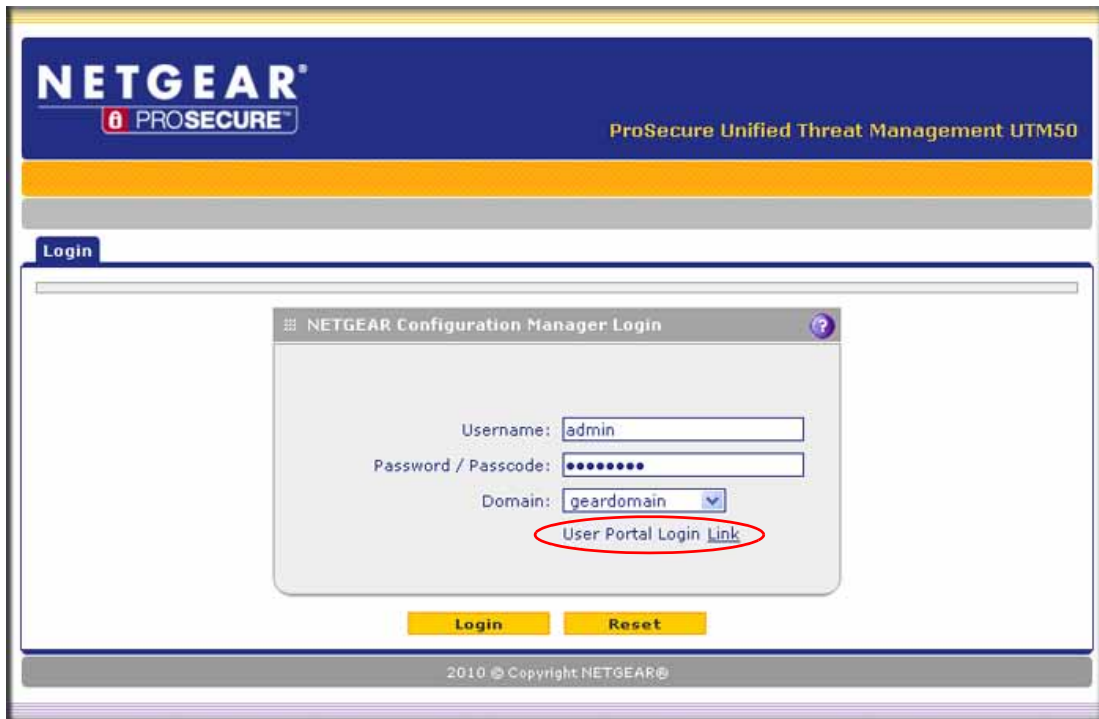 NETGEAR®
PROSECURE™
ProSecure Unified Threat Management UTM50
Login
NETGEAR Configuration Manager Login
?
Username: admin
Password / Passcode: ••••••••
Domain: geardomain
User Portal Login Link
Login Reset
2010 © Copyright NETGEAR®